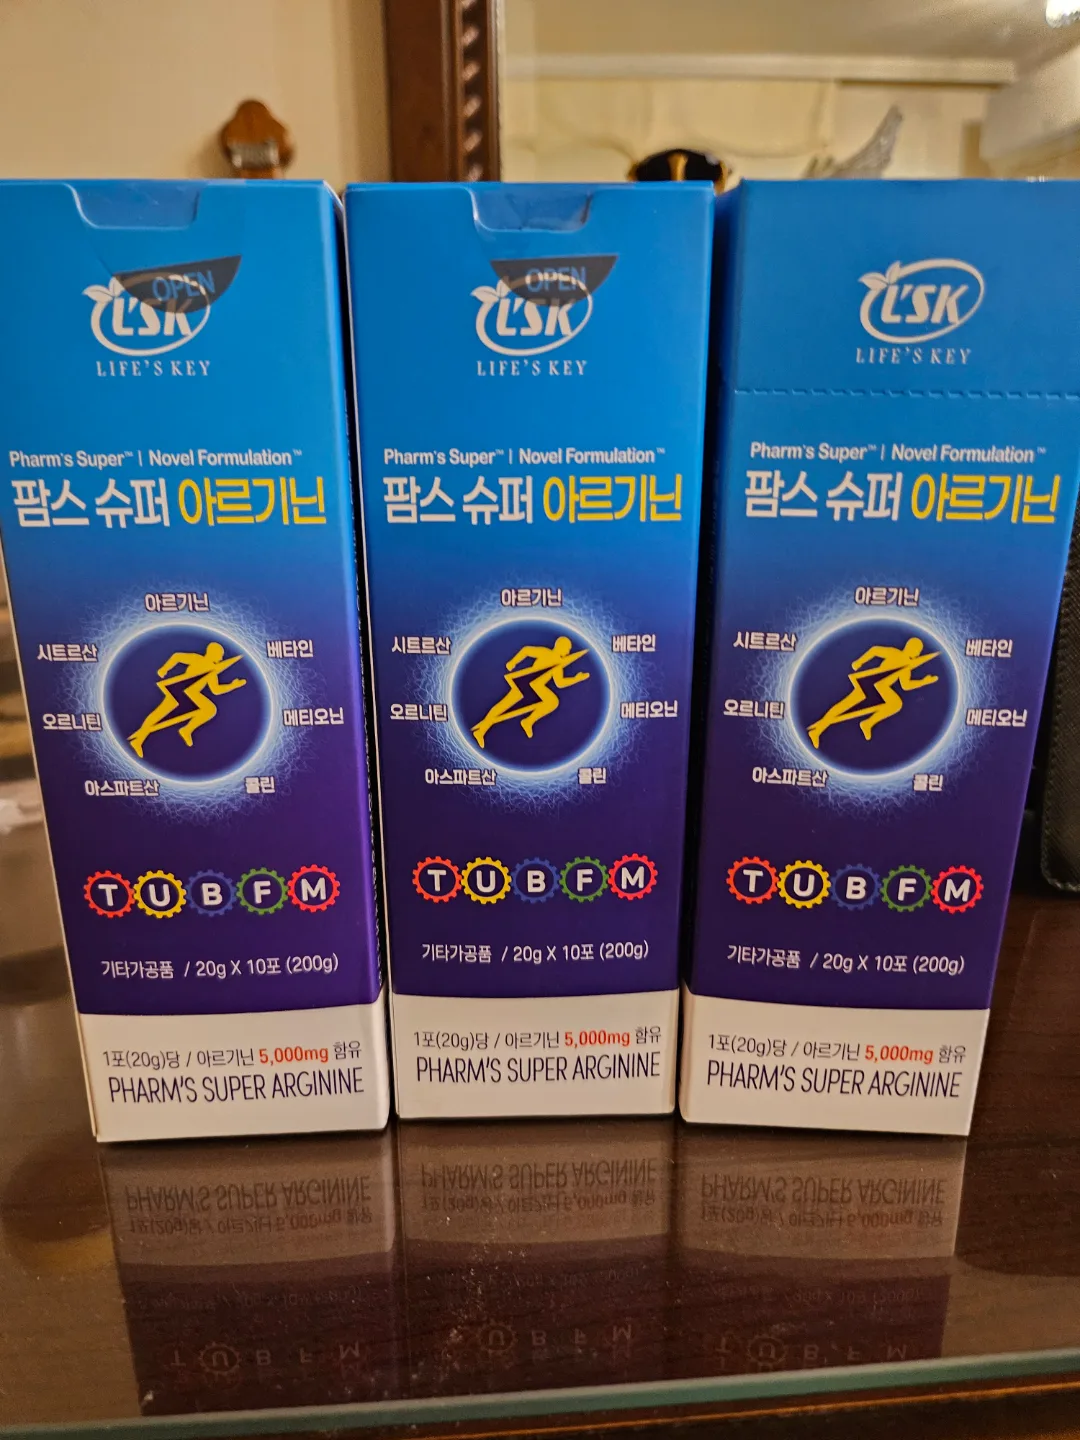 OPEN
L'SK
LIFE'S KEY
Pharm's Super™ | Novel Formulation™
팜스 슈퍼 아르기닌
아르기닌
시트르산
베타인
오르니틴
메티오닌
아스파트산
콜린
TUBFM
기타가공품 / 20g X 10포 (200g)
1포(20g)당 / 아르기닌 5,000mg 함유
PHARM'S SUPER ARGININE
OPEN
L'SK
LIFE'S KEY
Pharm's Super™ | Novel Formulation™
팜스 슈퍼 아르기닌
아르기닌
시트르산
베타인
오르니틴
메티오닌
아스파트산
콜린
TUBFM
기타가공품 / 20g X 10포 (200g)
1포(20g)당 / 아르기닌 5,000mg 함유
PHARM'S SUPER ARGININE
L'SK
LIFE'S KEY
Pharm's Super™ | Novel Formulation™
팜스 슈퍼 아르기닌
아르기닌
시트르산
베타인
오르니틴
메티오닌
아스파트산
콜린
TUBFM
기타가공품 / 20g X 10포 (200g)
1포(20g)당 / 아르기닌 5,000mg 함유
PHARM'S SUPER ARGININE